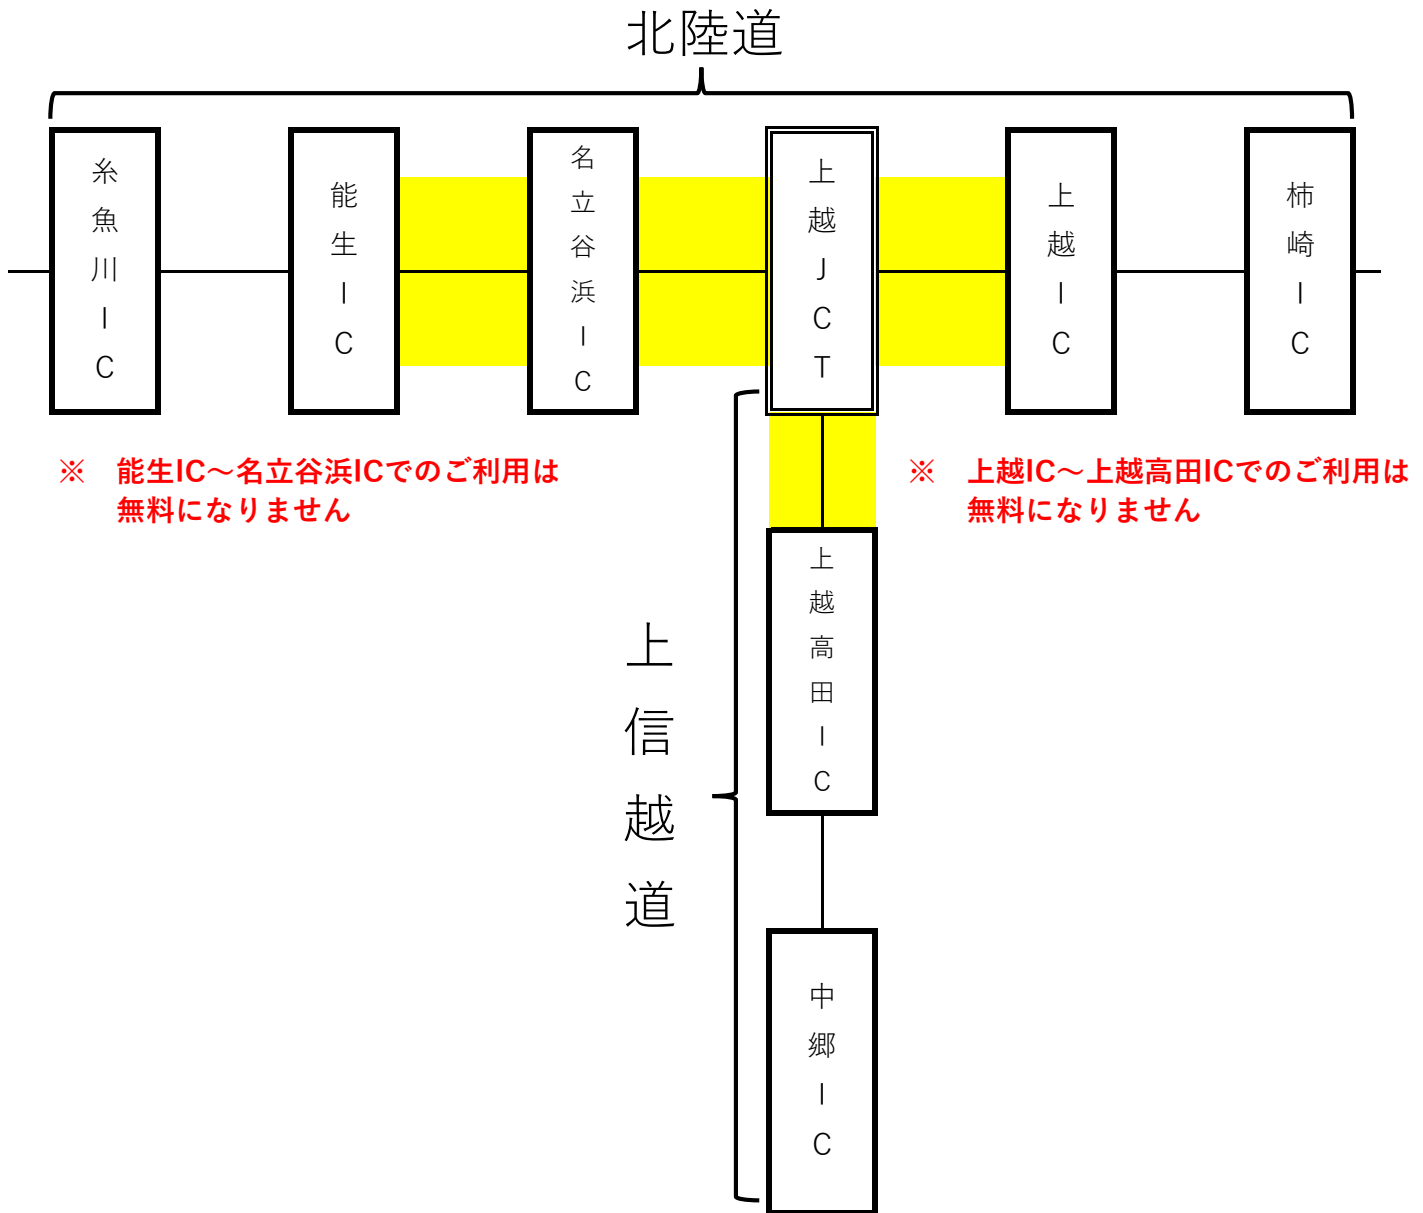 北陸道
糸魚川IC
能生IC
名立谷浜IC
上越JCT
上越IC
柿崎IC
※　能生IC～名立谷浜ICでのご利用は
無料になりません
※　上越IC～上越高田ICでのご利用は
無料になりません
上信越道
上越高田IC
中郷IC